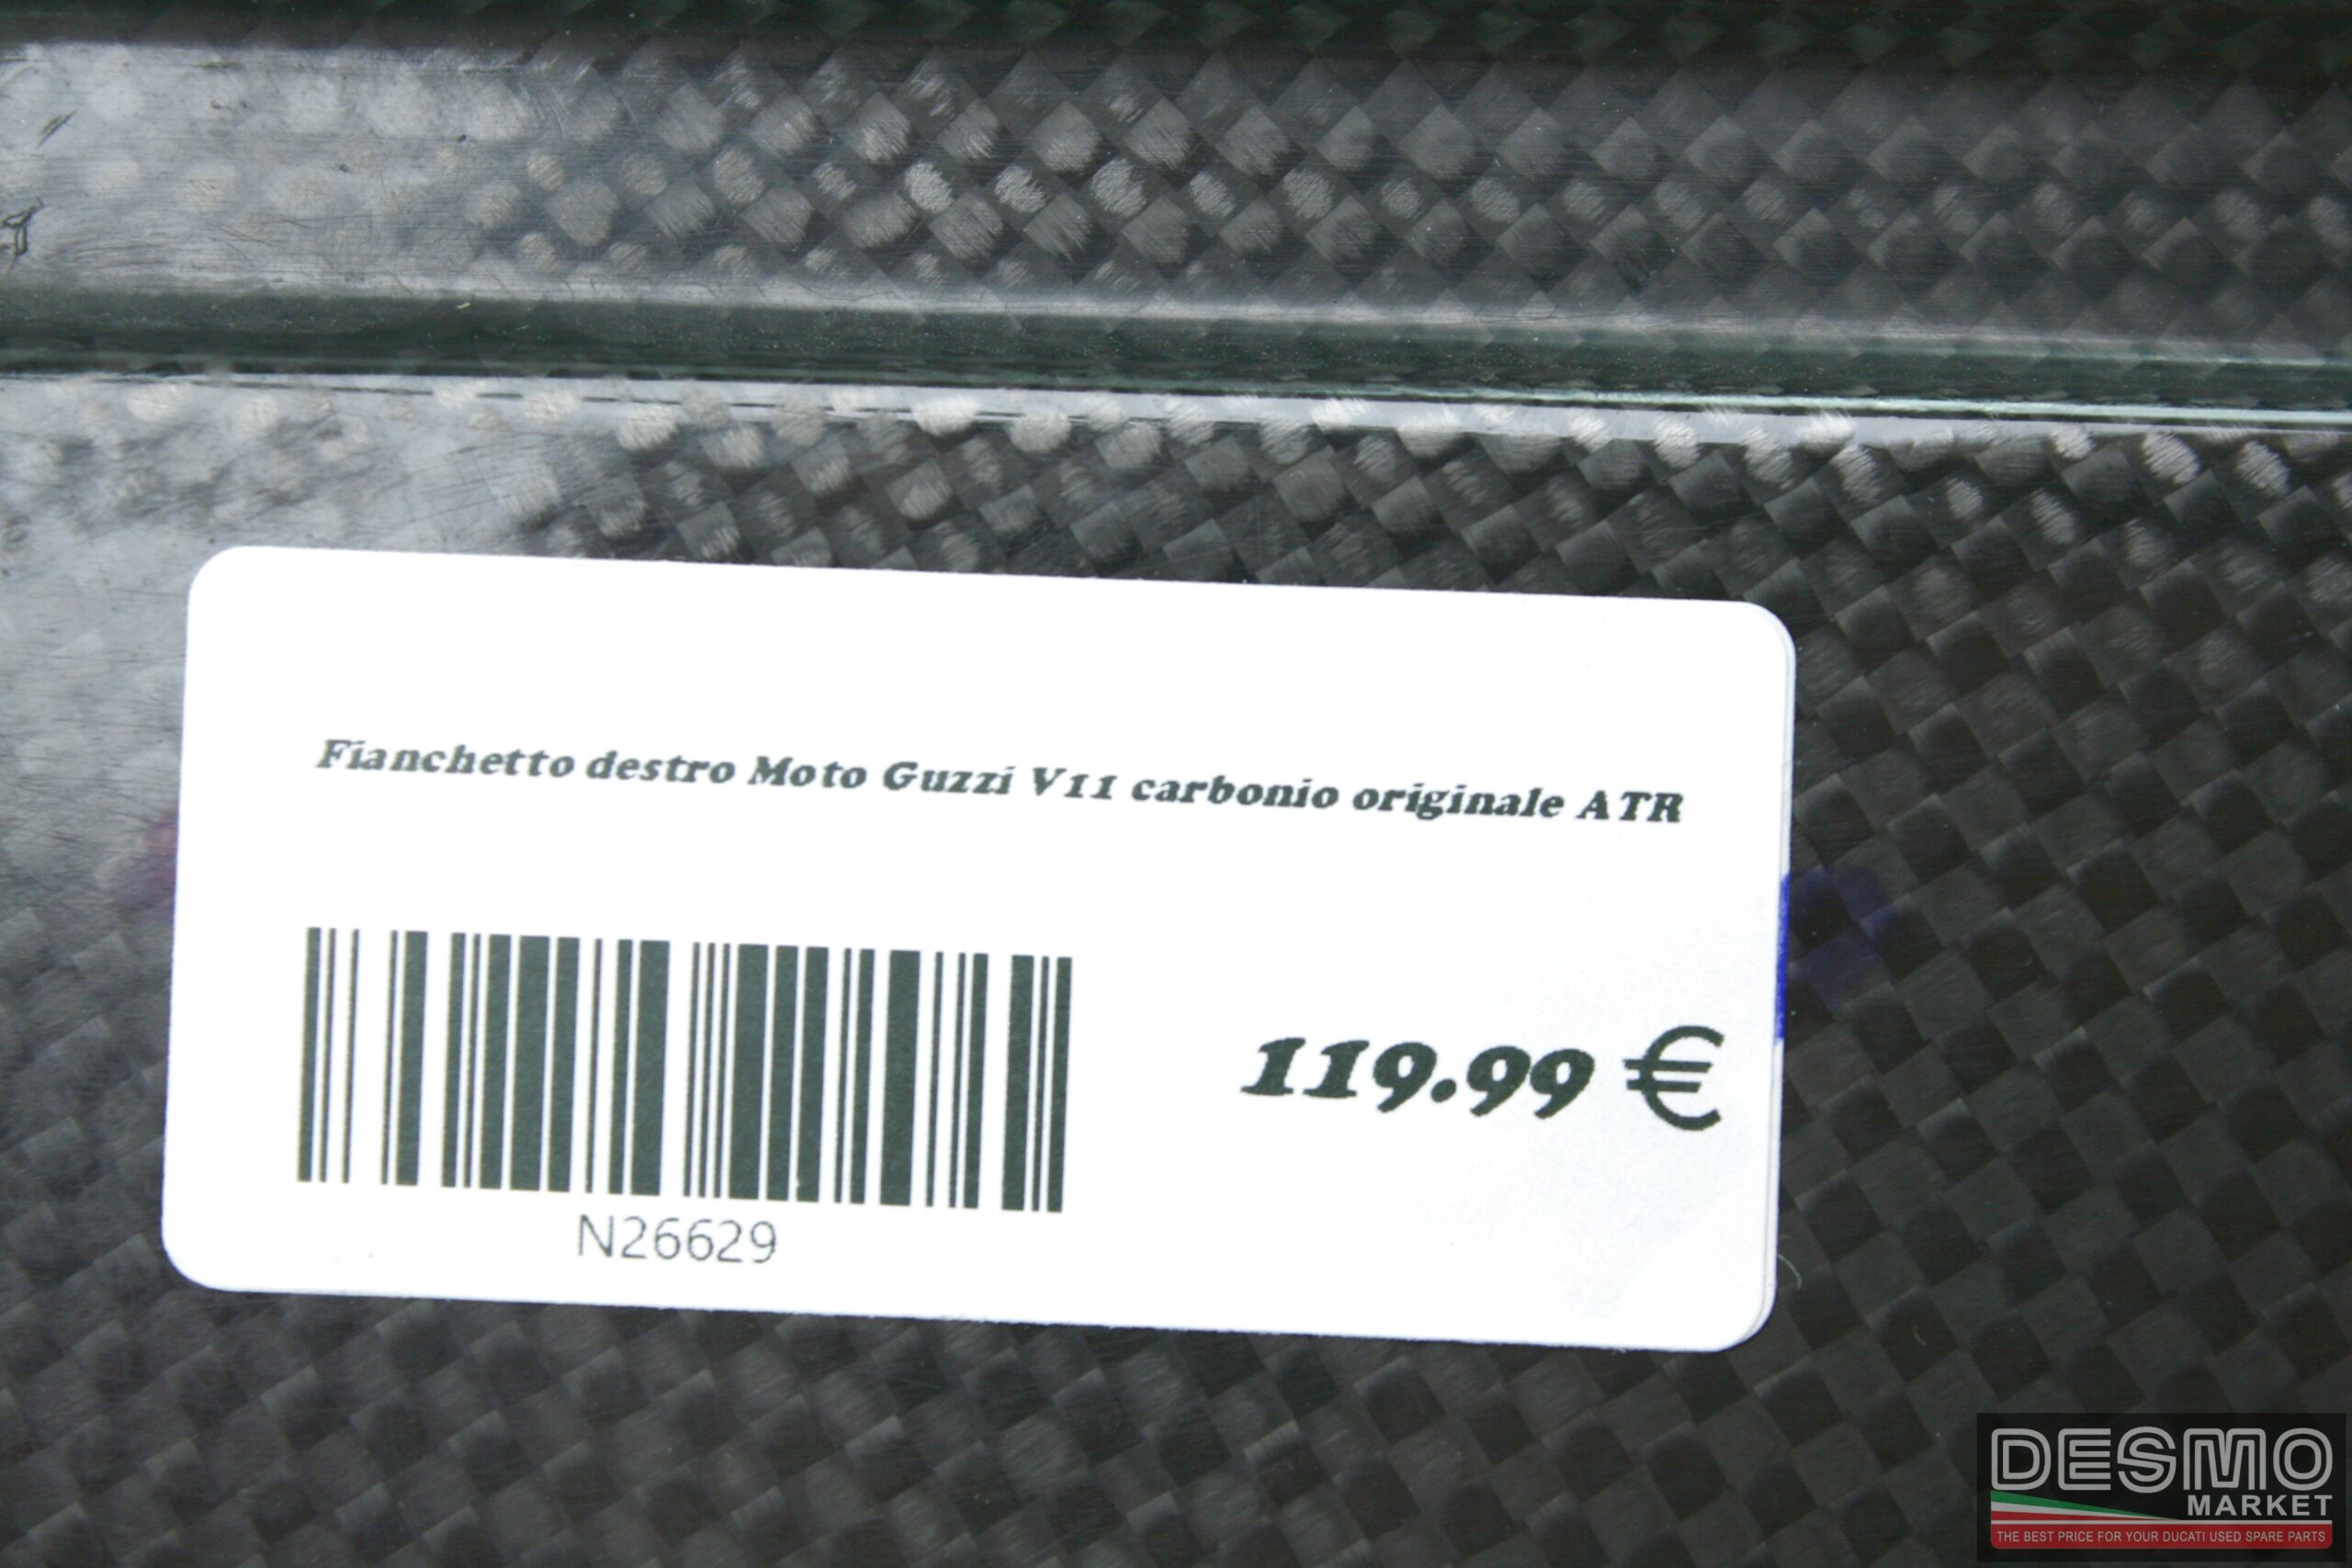 Fianchetto destro Moto Guzzi V11 carbonio originale ATR
119.99 €
N26629
DESMO
MARKET
THE BEST PRICE FOR YOUR DUCATI USED SPARE PARTS